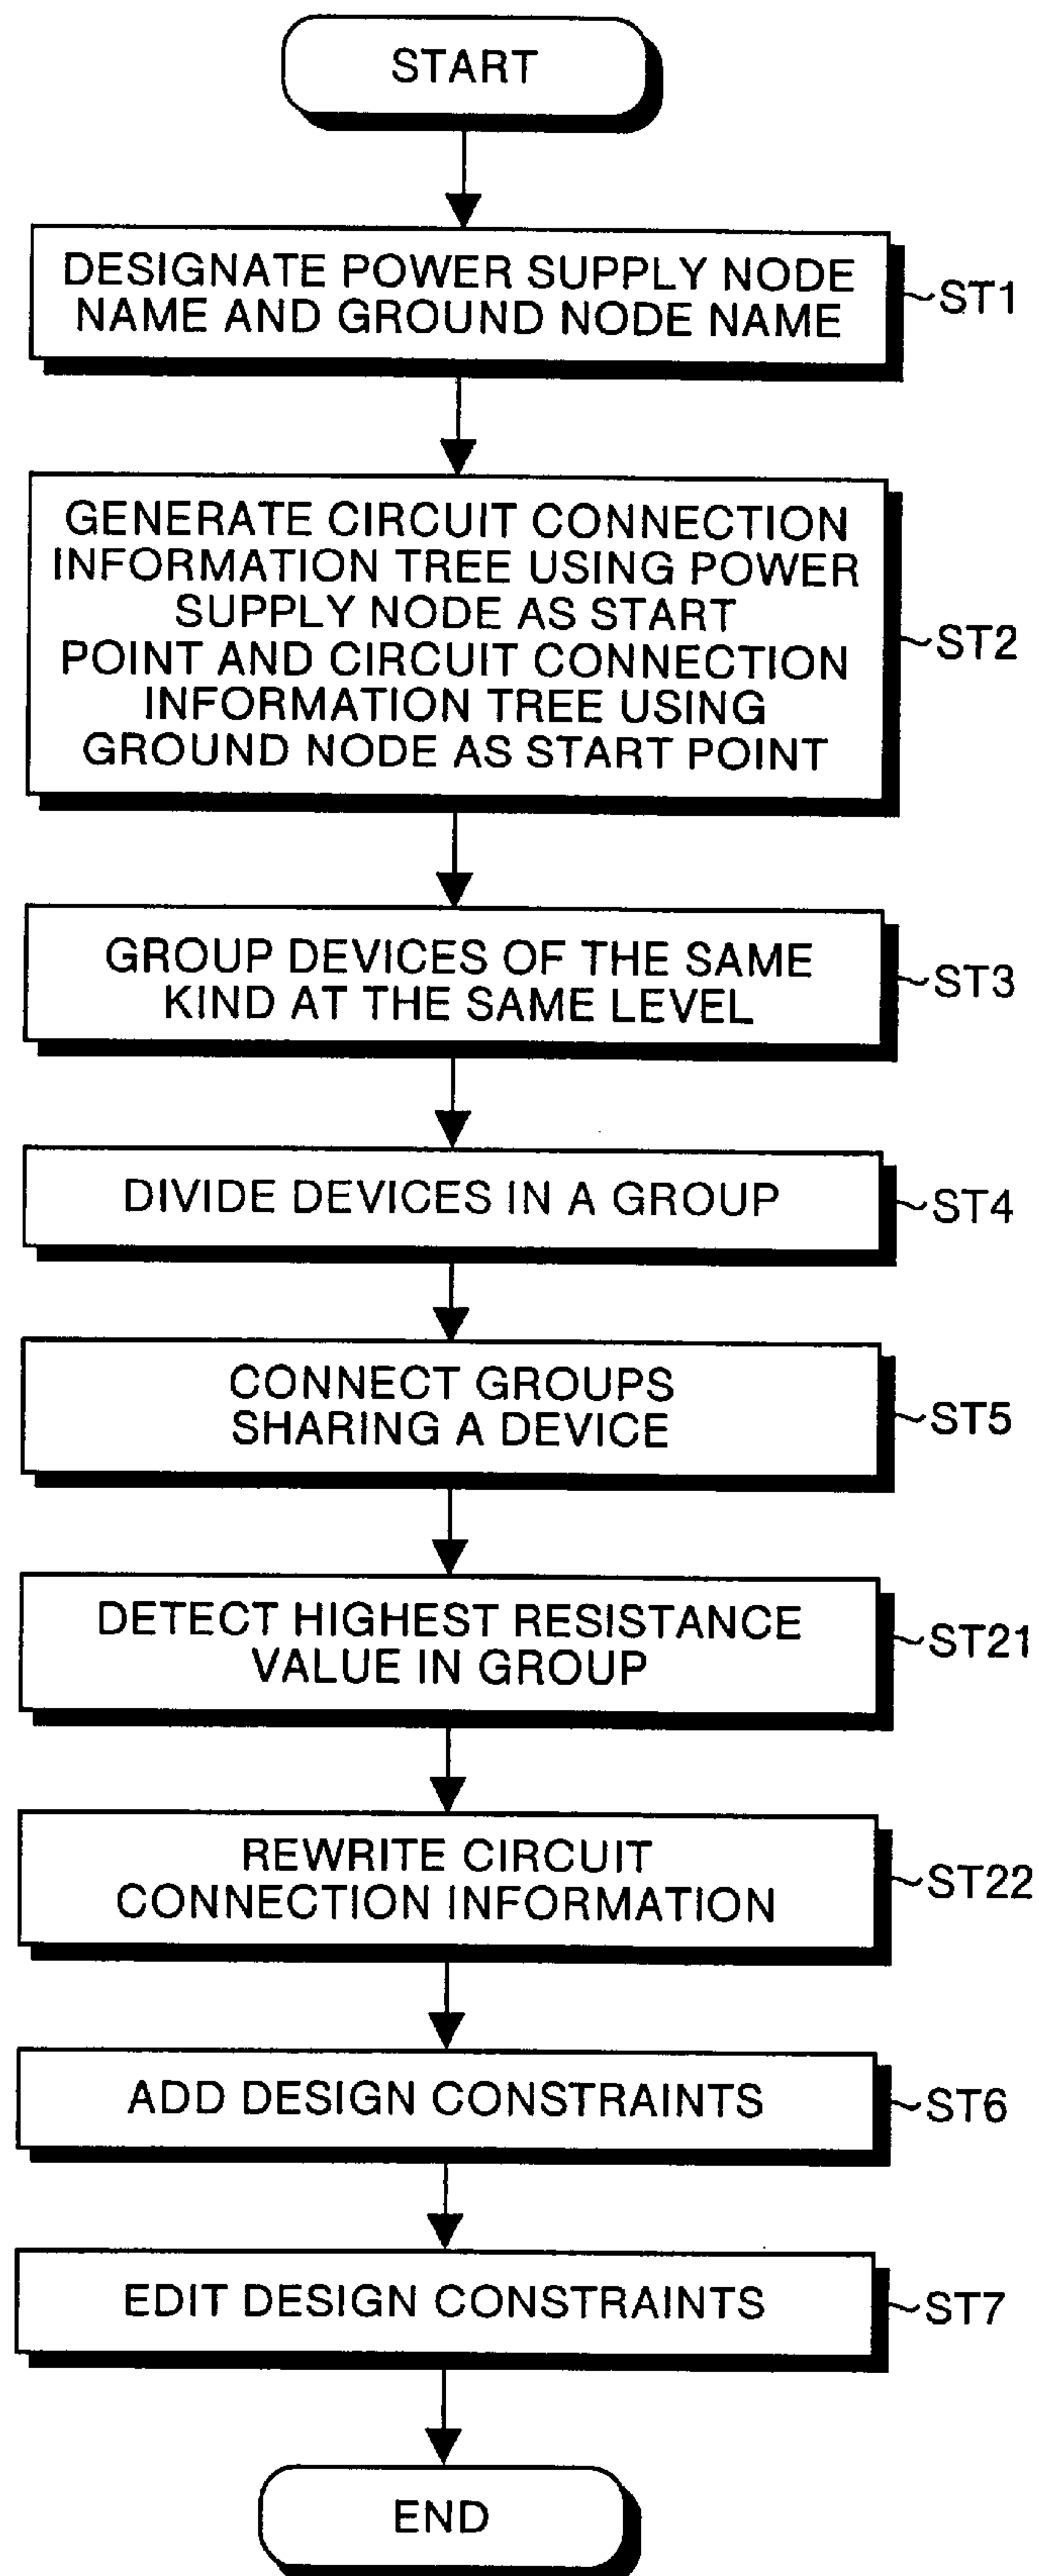 START
DESIGNATE POWER SUPPLY NODE
NAME AND GROUND NODE NAME
ST1
GENERATE CIRCUIT CONNECTION
INFORMATION TREE USING POWER
SUPPLY NODE AS START
POINT AND CIRCUIT CONNECTION
INFORMATION TREE USING
GROUND NODE AS START POINT
ST2
GROUP DEVICES OF THE SAME
KIND AT THE SAME LEVEL
ST3
DIVIDE DEVICES IN A GROUP
ST4
CONNECT GROUPS
SHARING A DEVICE
ST5
DETECT HIGHEST RESISTANCE
VALUE IN GROUP
ST21
REWRITE CIRCUIT
CONNECTION INFORMATION
ST22
ADD DESIGN CONSTRAINTS
ST6
EDIT DESIGN CONSTRAINTS
ST7
END